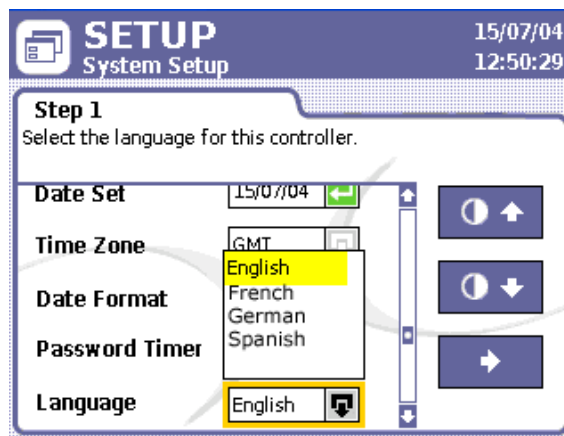 SETUP
System Setup
15/07/04
12:50:29
Step 1
Select the language for this controller.
Date Set
15/07/04
Time Zone
GMT
Date Format
Password Timer
English
French
German
Spanish
Language
English